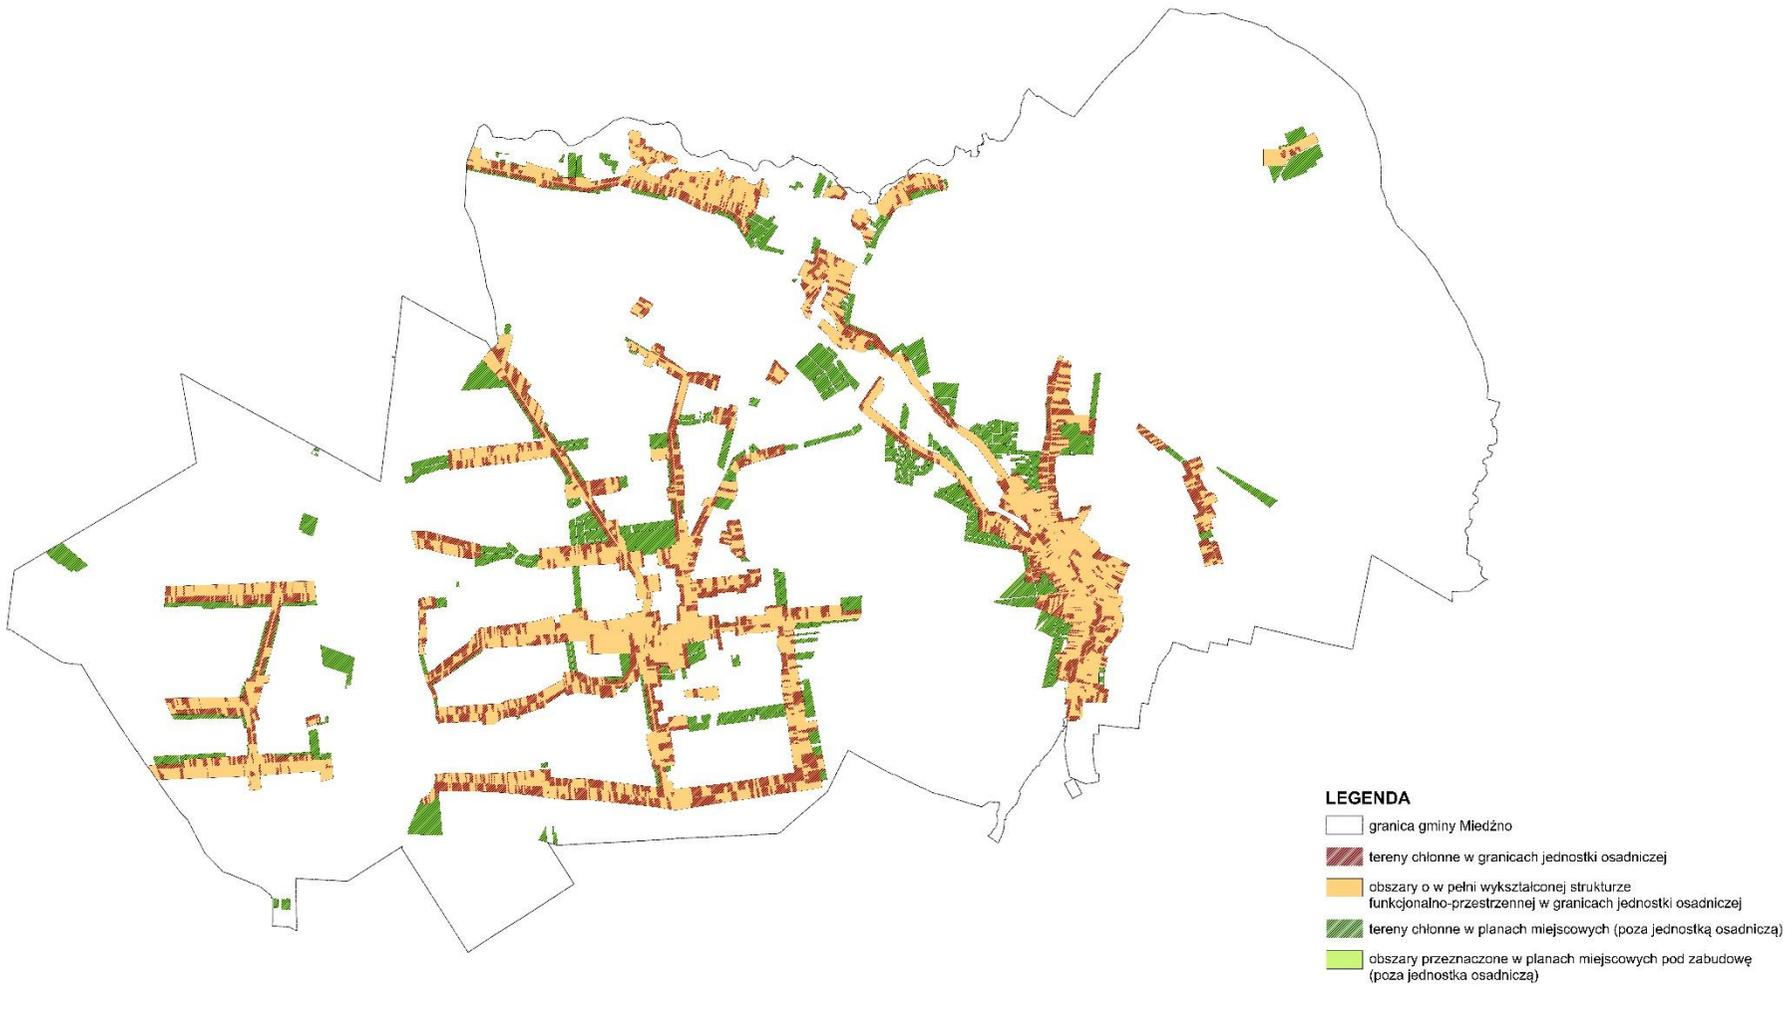 LEGENDA
granica gminy Miedźno
tereny chłonne w granicach jednostki osadniczej
obszary o w pełni wykształconej strukturze
funkcjonalno-przestrzennej w granicach jednostki osadniczej
tereny chłonne w planach miejscowych (poza jednostką osadniczą)
obszary przeznaczone w planach miejscowych pod zabudowę
(poza jednostka osadniczą)